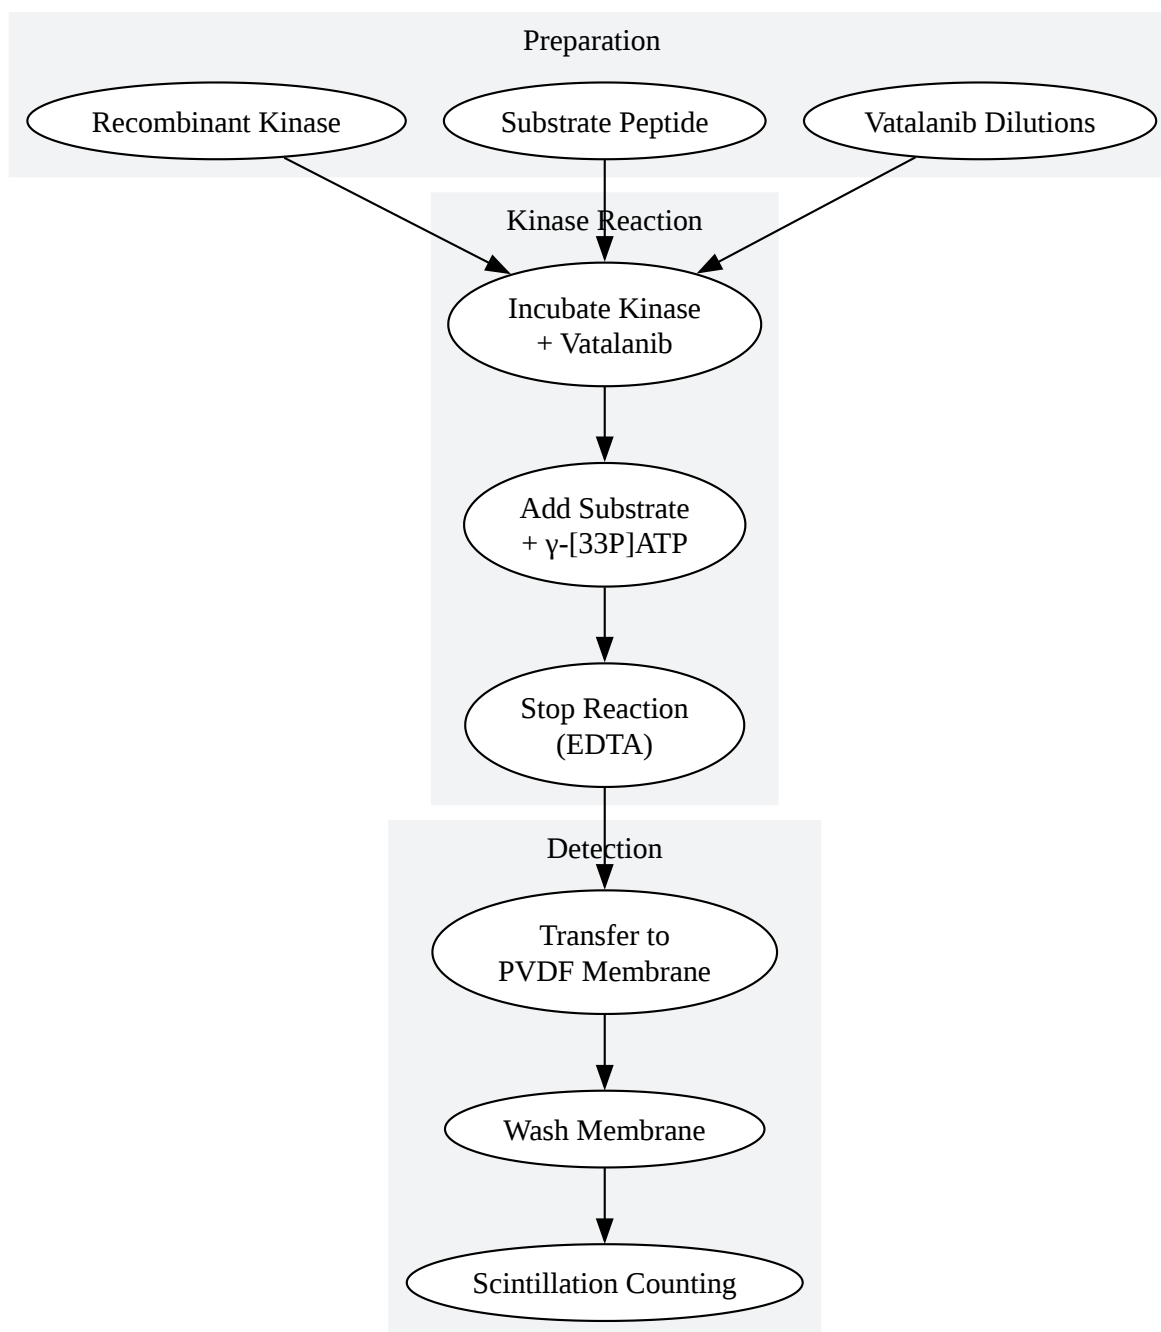 Preparation
Recombinant Kinase
Substrate Peptide
Vatalanib Dilutions
Kinase Reaction
Incubate Kinase
+ Vatalanib
Add Substrate
+ γ-[33P]ATP
Stop Reaction
(EDTA)
Detection
Transfer to
PVDF Membrane
Wash Membrane
Scintillation Counting